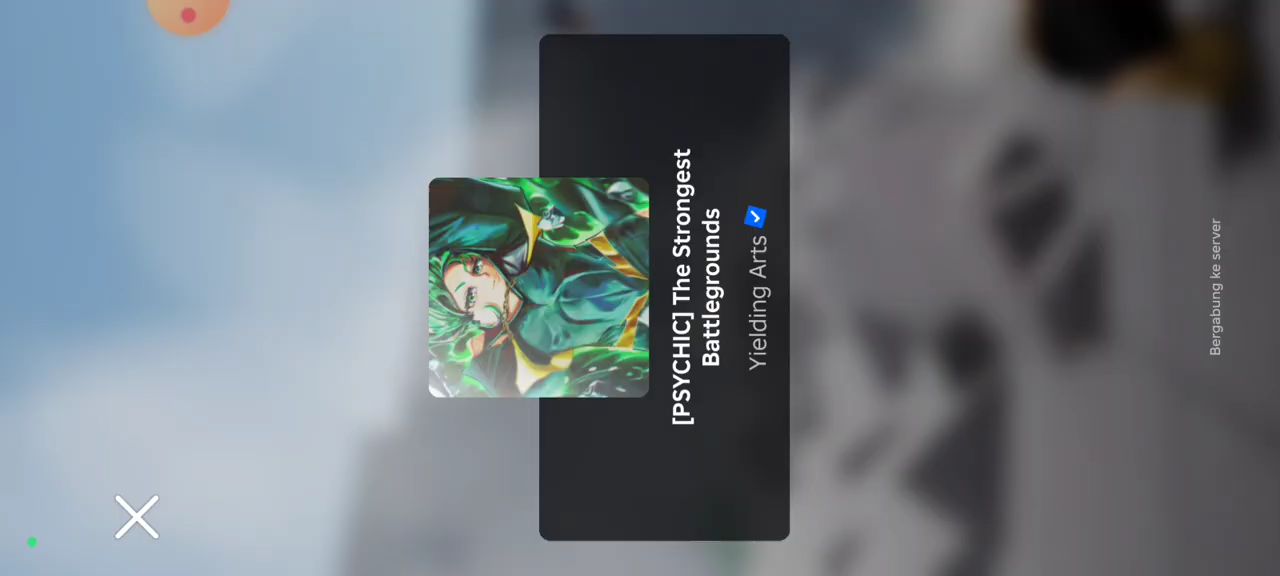 [PSYCHIC] The Strongest
Battlegrounds
Yielding Arts
Bergabung ke server